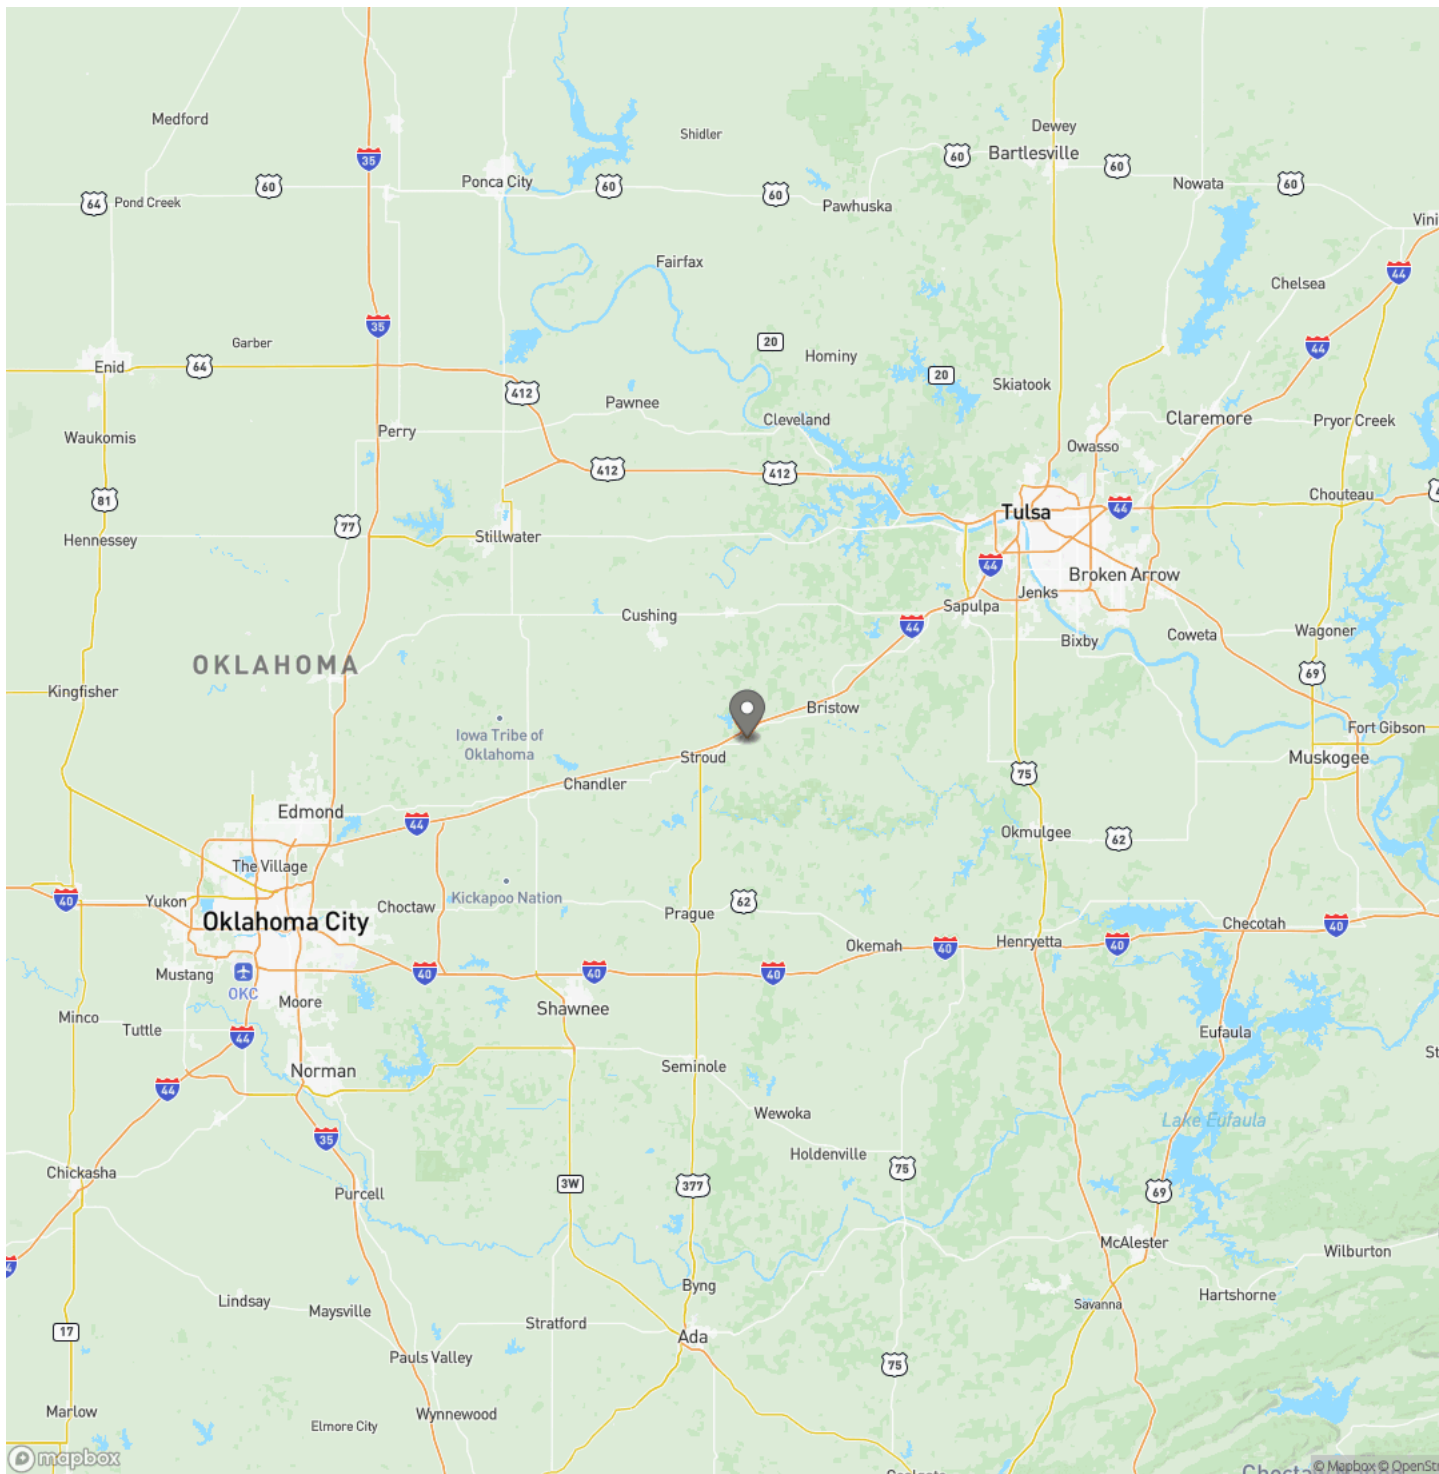 Medford
Shidler
Dewey
Bartlesville
35
60
60
Ponca City
60
60
60
Nowata
60
64
Pond Creek
60
Pawhuska
Vini
Fairfax
44
Chelsea
35
Garber
20
Hominy
44
Enid
64
412
20
Skiatook
Pawnee
Cleveland
Claremore
Pryor Creek
Waukomis
Perry
Owasso
412
412
81
Chouteau
4
77
Tulsa
44
Hennessey
Stillwater
44
Broken Arrow
Jenks
Cushing
Sapulpa
44
Bixby
Coweta
Wagoner
OKLAHOMA
69
Kingfisher
Bristow
Iowa Tribe of
Oklahoma
Fort Gibson
Stroud
Muskogee
75
Chandler
Edmond
44
Okmulgee
62
The Village
40
Yukon
Choctaw
Kickapoo Nation
62
Oklahoma City
Prague
Checotah
40
Okemah
40
Henryetta
40
Mustang
OKC
40
40
40
Moore
Shawnee
Minco
Tuttle
44
Eufaula
St
Norman
Seminole
44
Wewoka
Lake Eufaula
35
Holdenville
Chickasha
75
Purcell
3W
377
69
McAlester
Wilburton
4
Byng
Lindsay
Maysville
Savanna
Hartshorne
17
Stratford
Ada
Pauls Valley
75
Marlow
Wynnewood
Elmore City
mapbox
© Mapbox © OpenStr